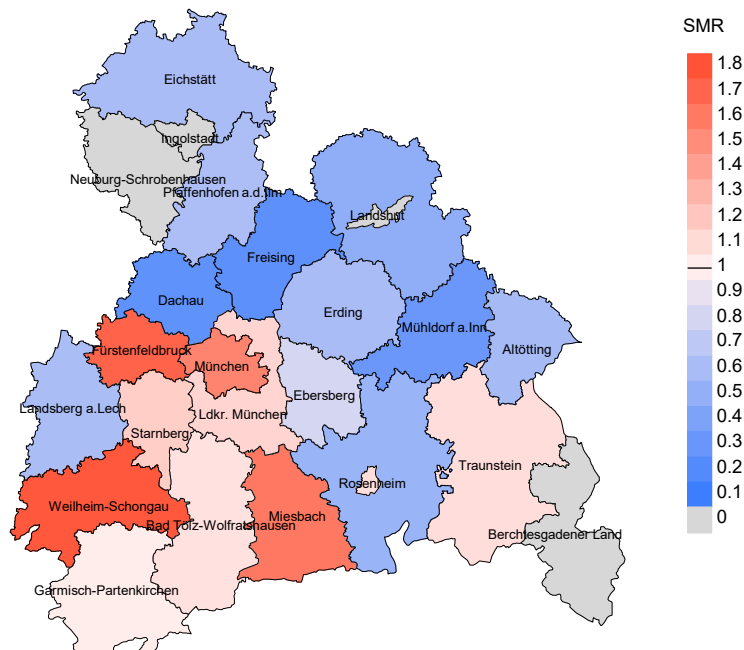 SMR
Eichstätt
Ingolstadt
Neuburg-Schrobenhausen
Pfaffenhofen a.d.Ilm
Landshut
Freising
Dachau
Erding
Mühldorf a.Inn
Altötting
Fürstenfeldbruck
München
Ebersberg
Landsberg a.Lech
Ldkr. München
Starnberg
Traunstein
Rosenheim
Weilheim-Schongau
Miesbach
Bad Tölz-Wolfratshausen
Berchtesgadener Land
Garmisch-Partenkirchen
1.8
1.7
1.6
1.5
1.4
1.3
1.2
1.1
1
0.9
0.8
0.7
0.6
0.5
0.4
0.3
0.2
0.1
0